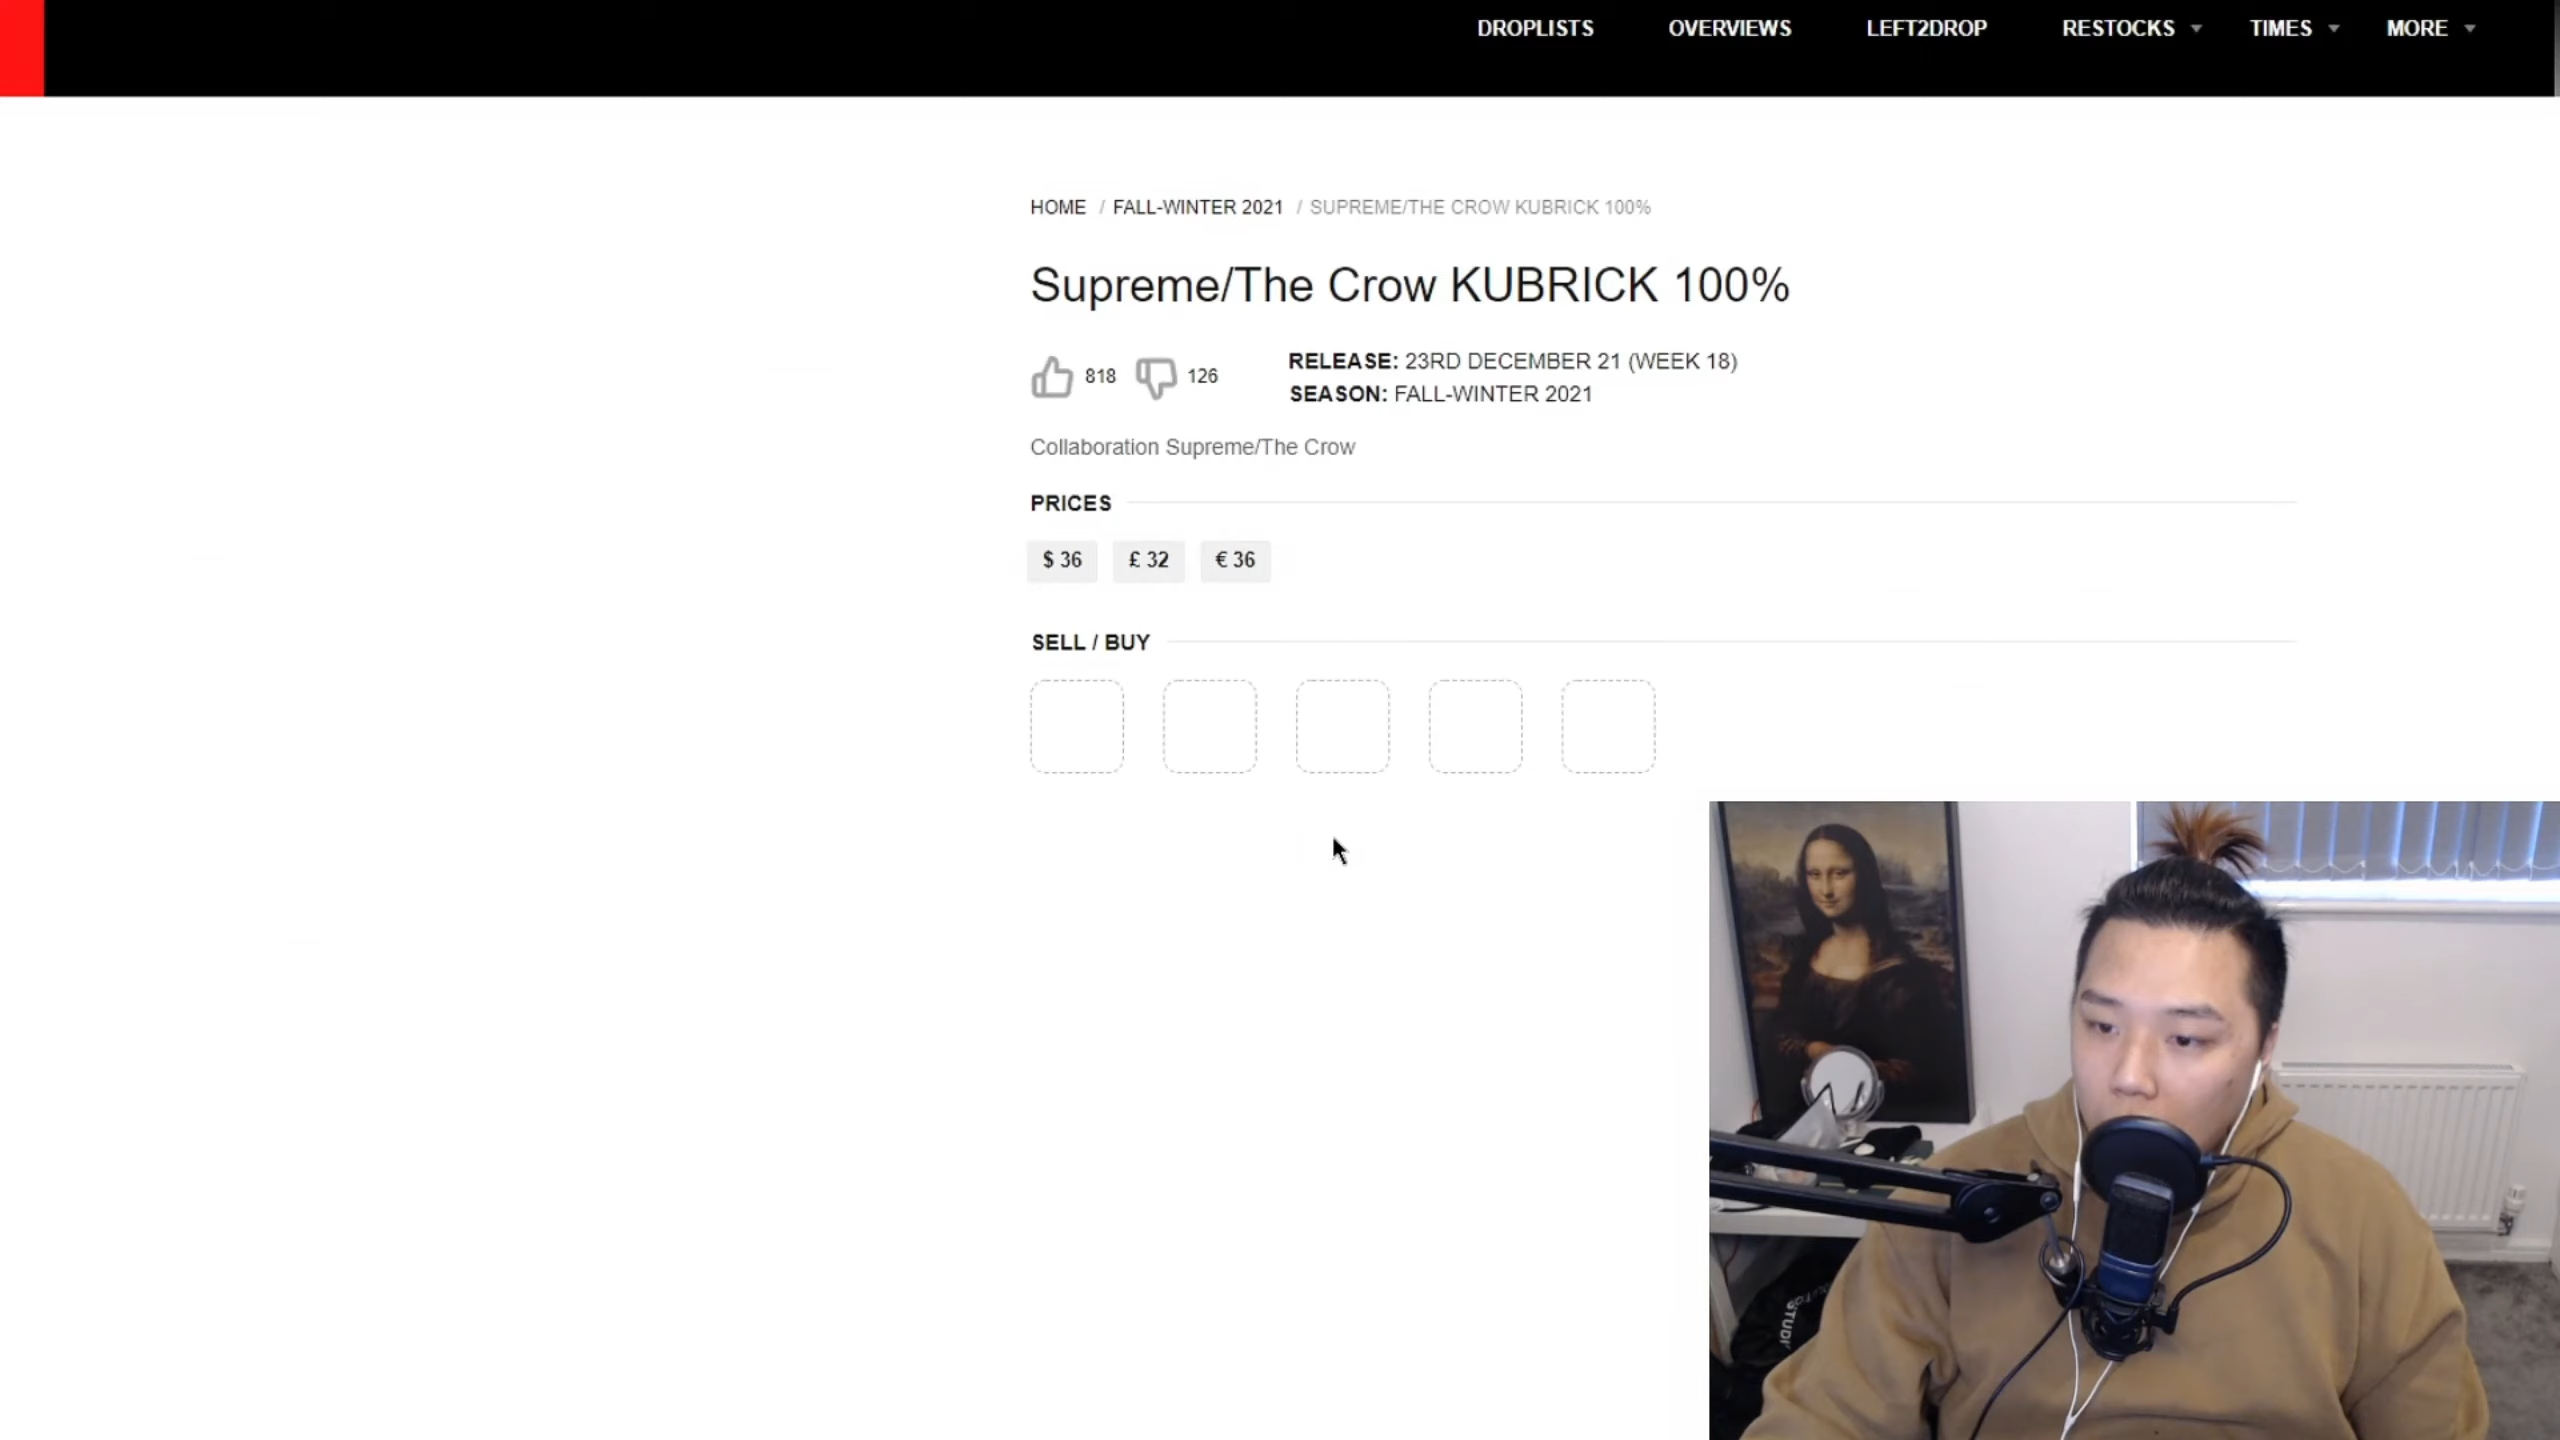 DROPLISTS OVERVIEWS LEFT2DROP RESTOCKS TIMES MORE
HOME / FALL-WINTER 2021 / SUPREME/THE CROW KUBRICK 100%
Supreme/The Crow KUBRICK 100%
818 126
RELEASE: 23RD DECEMBER 21 (WEEK 18)
SEASON: FALL-WINTER 2021
Collaboration Supreme/The Crow
PRICES
$ 36 £ 32 € 36
SELL / BUY